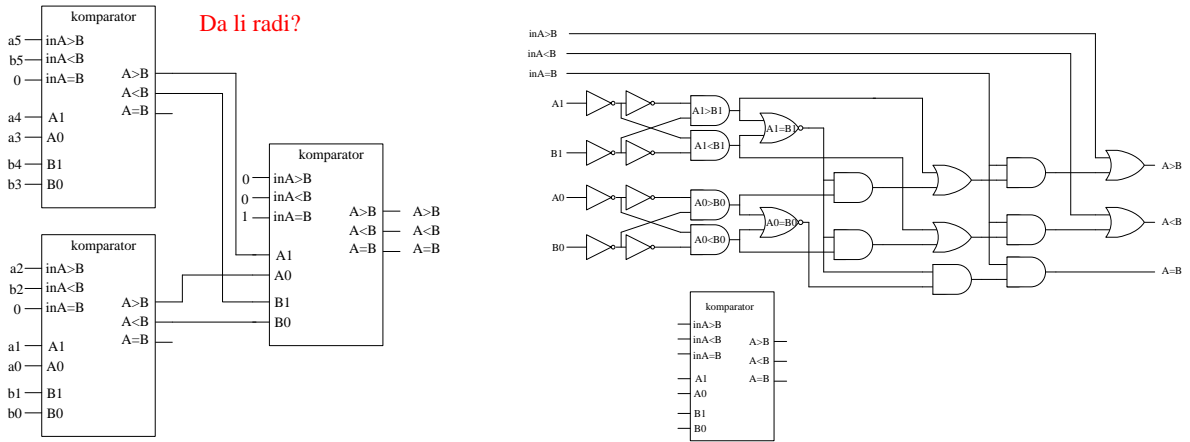 komparator
Da li radi?
a5 inA>B
b5 inA<B
0 inA=B
A>B
A<B
A=B
a4 A1
a3 A0
b4 B1
b3 B0
komparator
0 inA>B
0 inA<B
1 inA=B
A>B A>B
A<B A<B
A=B A=B
A1
A0
B1
B0
komparator
a2 inA>B
b2 inA<B
0 inA=B
A>B
A<B
A=B
a1 A1
a0 A0
b1 B1
b0 B0
inA>B
inA<B
inA=B
A1
B1
A0
B0
A1>B1
A1<B1
A1=B1
A0>B0
A0<B0
A0=B0
A>B
A<B
A=B
komparator
inA>B
inA<B
inA=B
A>B
A<B
A=B
A1
A0
B1
B0